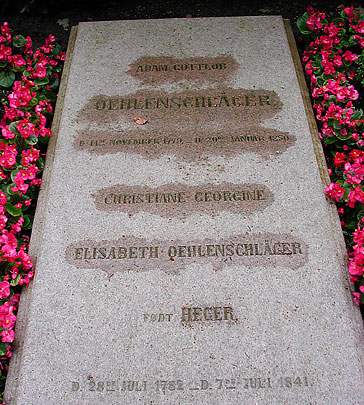 ADAM GOTTLOB
OEHLENSCHLÄGER
D. 14DE NOVEMBER 1779 – D. 20DE JANUAR 1850
CHRISTIANE GEORGINE
ELISABETH OEHLENSCHLÄGER
FØDT HEGER.
D. 28DE JULI 1782 – D. 7DE JULI 1841.